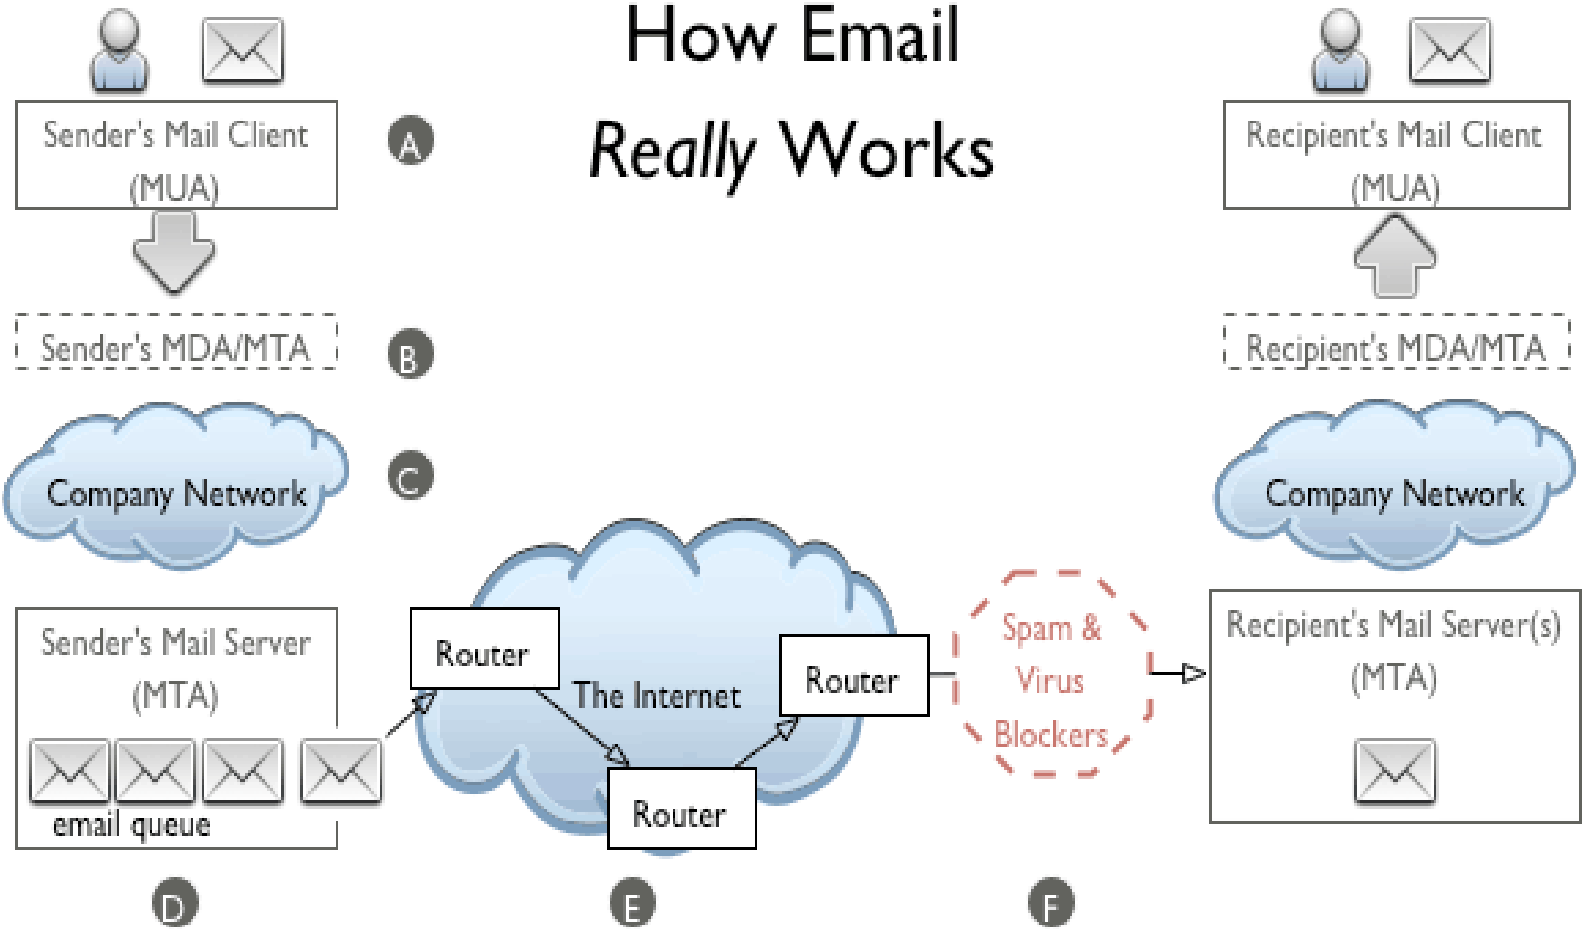 How Email
Really Works
Sender's Mail Client
(MUA)
A
Sender's MDA/MTA
B
Company Network
C
Sender's Mail Server
(MTA)
email queue
D
Router
The Internet
Router
Router
E
Spam &
Virus
Blockers
F
Recipient's Mail Client
(MUA)
Recipient's MDA/MTA
Company Network
Recipient's Mail Server(s)
(MTA)